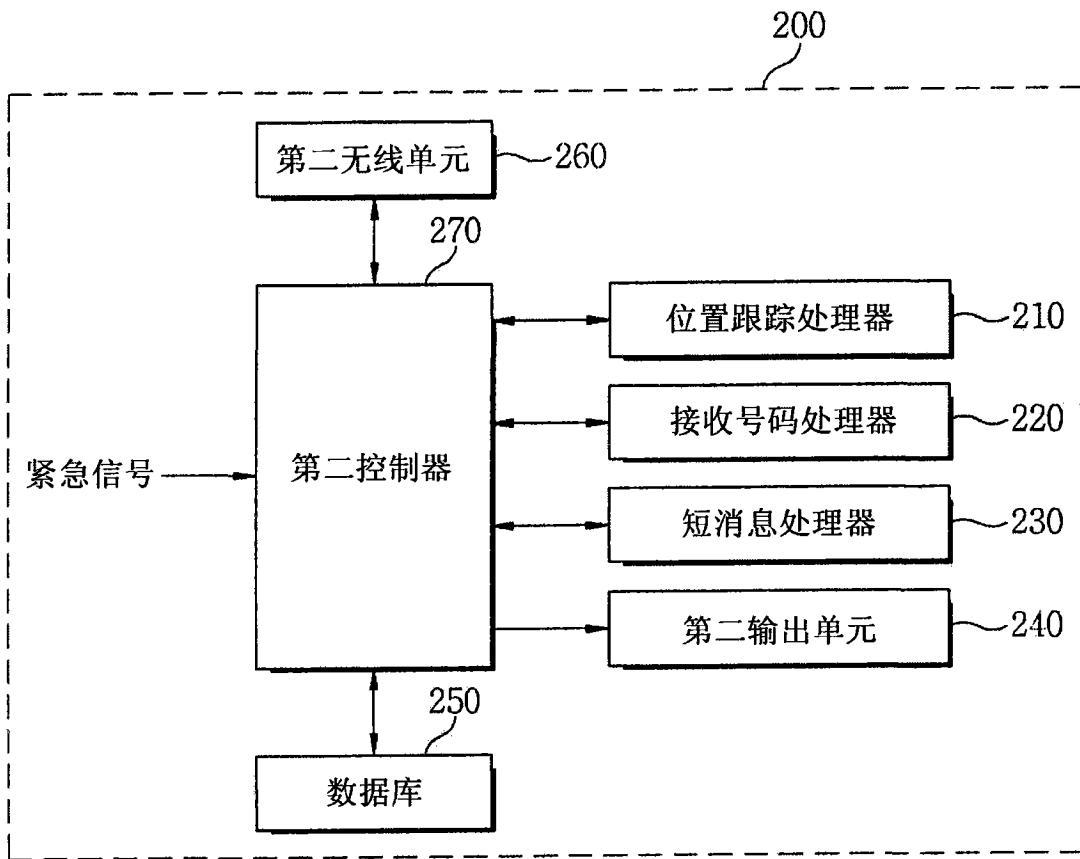 200
第二无线单元
260
270
位置跟踪处理器
210
接收号码处理器
220
紧急信号
第二控制器
短消息处理器
230
第二输出单元
240
250
数据库